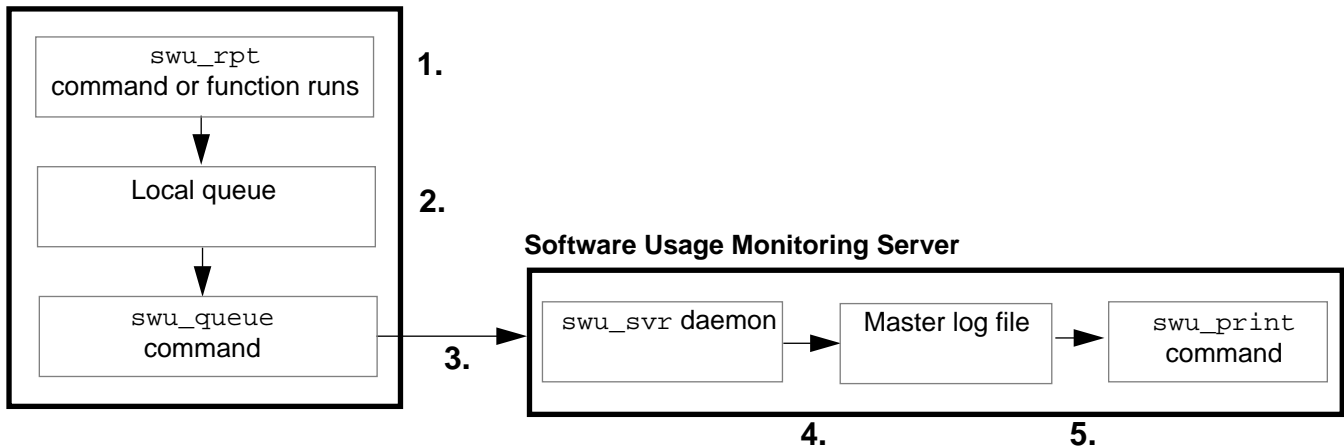 swu_rpt
command or function runs
1.
Local queue
2.
swu_queue
command
3.
Software Usage Monitoring Server
swu_svr daemon
Master log file
swu_print
command
4.
5.